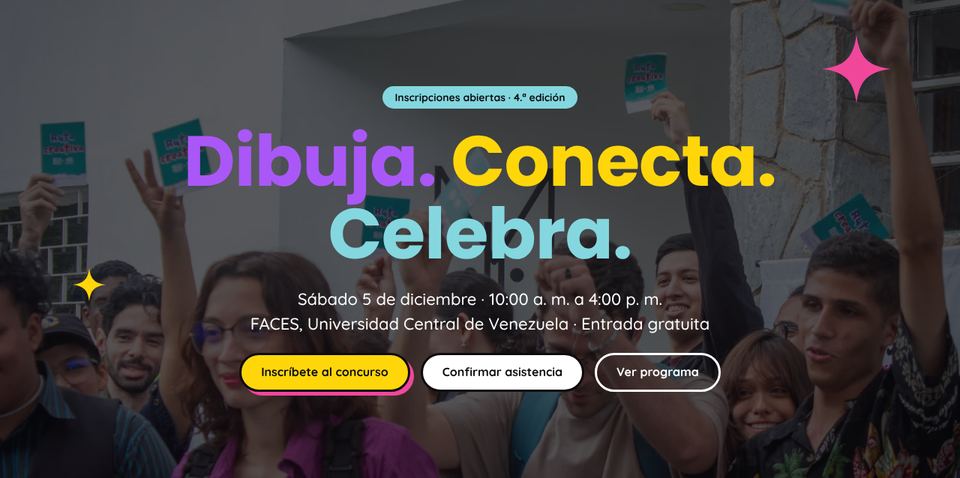 Inscripciones abiertas · 4.ª edición
Dibuja. Conecta.
Celebra.
Sábado 5 de diciembre · 10:00 a. m. a 4:00 p. m.
FACES, Universidad Central de Venezuela · Entrada gratuita
Inscríbete al concurso
Confirmar asistencia
Ver programa